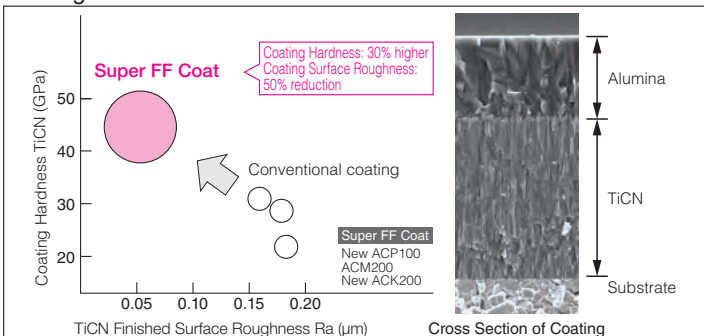 Super FF Coat
Coating Hardness: 30% higher
Coating Surface Roughness:
50% reduction
Coating Hardness TiCN (GPa)
50
40
30
20
Conventional coating
Super FF Coat
New ACP100
ACM200
New ACK200
0.05
0.10
0.15
0.20
TiCN Finished Surface Roughness Ra (µm)
Alumina
TiCN
Substrate
Cross Section of Coating